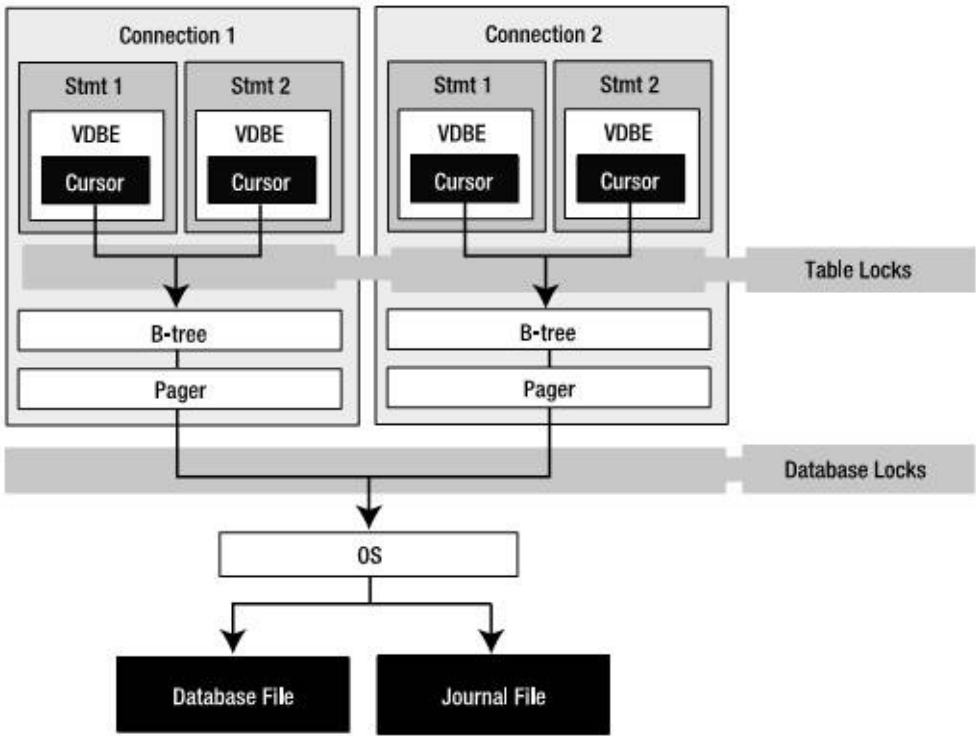 Connection 1
Connection 2
Stmt 1
Stmt 2
Stmt 1
Stmt 2
VDBE
VDBE
VDBE
VDBE
Cursor
Cursor
Cursor
Cursor
Table Locks
B-tree
B-tree
Pager
Pager
Database Locks
OS
Database File
Journal File